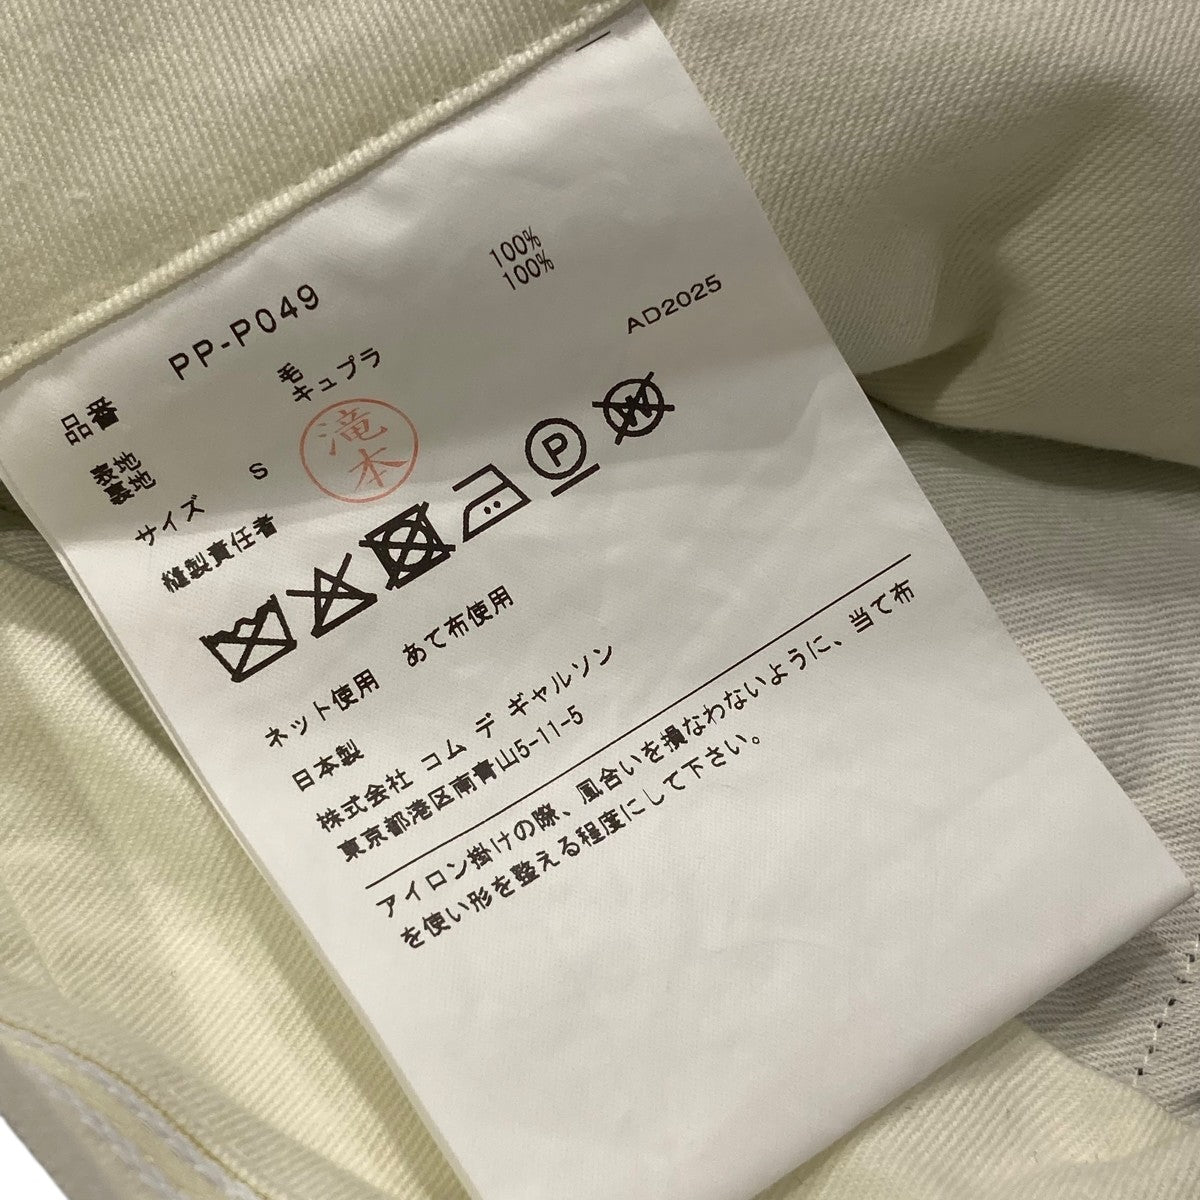 品番 PP-P049
表地 毛 100%
裏地 キュプラ 100%
サイズ S AD2025
縫製責任者 滝本
P
W
ネット使用 あて布使用
日本製
株式会社 コム デ ギャルソン
東京都港区南青山5-11-5
アイロン掛けの際、風合いを損なわないように、当て布
を使い形を整える程度にして下さい。